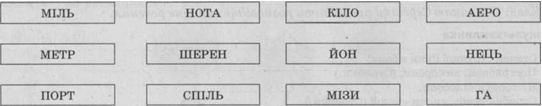 МІЛЬ НОТА КІЛО АЕРО
МЕТР ШЕРЕН ЙОН НЕЦЬ
ПОРТ СПІЛЬ МІЗИ ГА